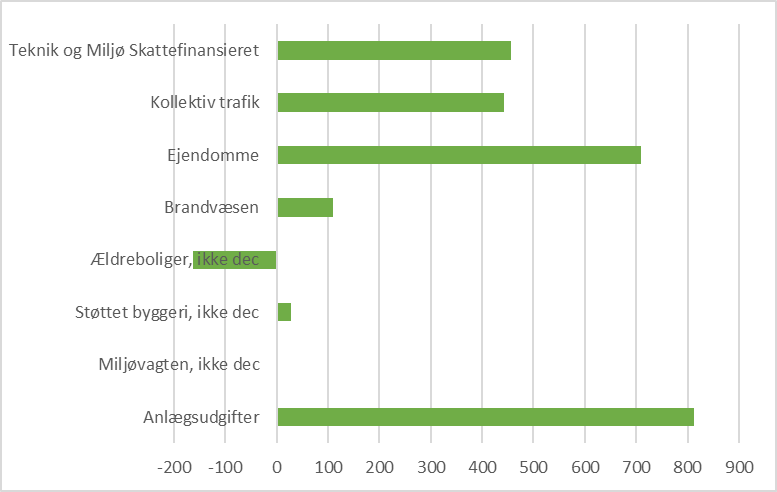 Teknik og Miljø Skattefinansieret
Kollektiv trafik
Ejendomme
Brandvæsen
Ældreboliger, ikke dec
Støttet byggeri, ikke dec
Miljøvagten, ikke dec
Anlægsudgifter
-200 -100 0 100 200 300 400 500 600 700 800 900